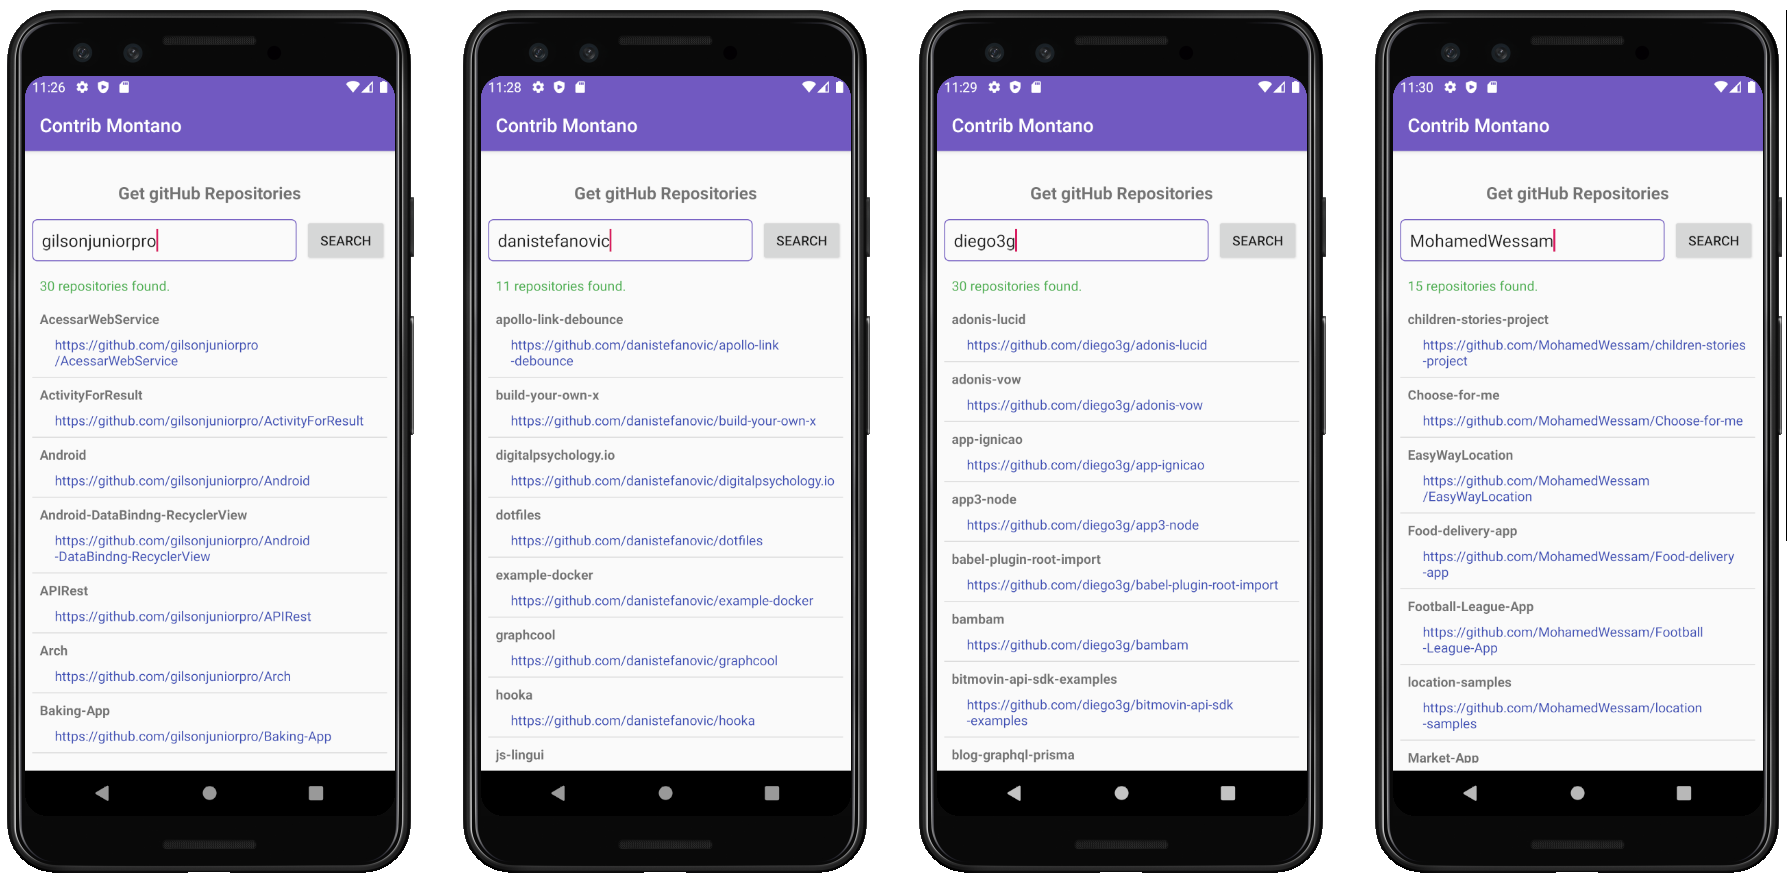 11:26
Contrib Montano
Get gitHub Repositories
gilsonjuniorpro
SEARCH
30 repositories found.
AcessarWebService
https://github.com/gilsonjuniorpro
/AcessarWebService
ActivityForResult
https://github.com/gilsonjuniorpro/ActivityForResult
Android
https://github.com/gilsonjuniorpro/Android
Android-DataBindng-RecyclerView
https://github.com/gilsonjuniorpro/Android
-DataBindng-RecyclerView
APIRest
https://github.com/gilsonjuniorpro/APIRest
Arch
https://github.com/gilsonjuniorpro/Arch
Baking-App
https://github.com/gilsonjuniorpro/Baking-App
11:28
Contrib Montano
Get gitHub Repositories
danistefanovic
SEARCH
11 repositories found.
apollo-link-debounce
https://github.com/danistefanovic/apollo-link
-debounce
build-your-own-x
https://github.com/danistefanovic/build-your-own-x
digitalpsychology.io
https://github.com/danistefanovic/digitalpsychology.io
dotfiles
https://github.com/danistefanovic/dotfiles
example-docker
https://github.com/danistefanovic/example-docker
graphcool
https://github.com/danistefanovic/graphcool
hooka
https://github.com/danistefanovic/hooka
js-lingui
11:29
Contrib Montano
Get gitHub Repositories
diego3g
SEARCH
30 repositories found.
adonis-lucid
https://github.com/diego3g/adonis-lucid
adonis-vow
https://github.com/diego3g/adonis-vow
app-ignicao
https://github.com/diego3g/app-ignicao
app3-node
https://github.com/diego3g/app3-node
babel-plugin-root-import
https://github.com/diego3g/babel-plugin-root-import
bambam
https://github.com/diego3g/bambam
bitmovin-api-sdk-examples
https://github.com/diego3g/bitmovin-api-sdk
-examples
blog-graphql-prisma
11:30
Contrib Montano
Get gitHub Repositories
MohamedWessam
SEARCH
15 repositories found.
children-stories-project
https://github.com/MohamedWessam/children-stories
-project
Choose-for-me
https://github.com/MohamedWessam/Choose-for-me
EasyWayLocation
https://github.com/MohamedWessam
/EasyWayLocation
Food-delivery-app
https://github.com/MohamedWessam/Food-delivery
-app
Football-League-App
https://github.com/MohamedWessam/Football
-League-App
location-samples
https://github.com/MohamedWessam/location
-samples
Market-App